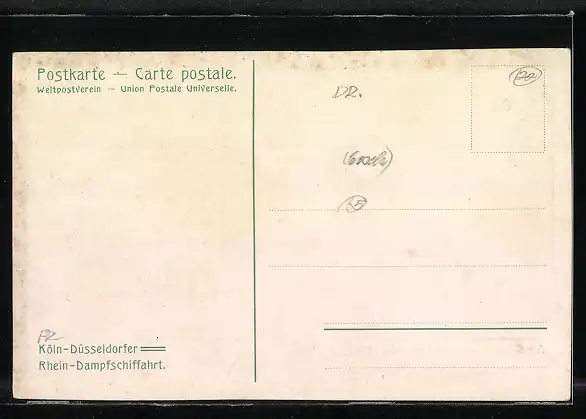 Postkarte — Carte postale.
Weltpostverein – Union Postale Universelle.
Köln-Düsseldorfer
Rhein-Dampfschiffahrt.